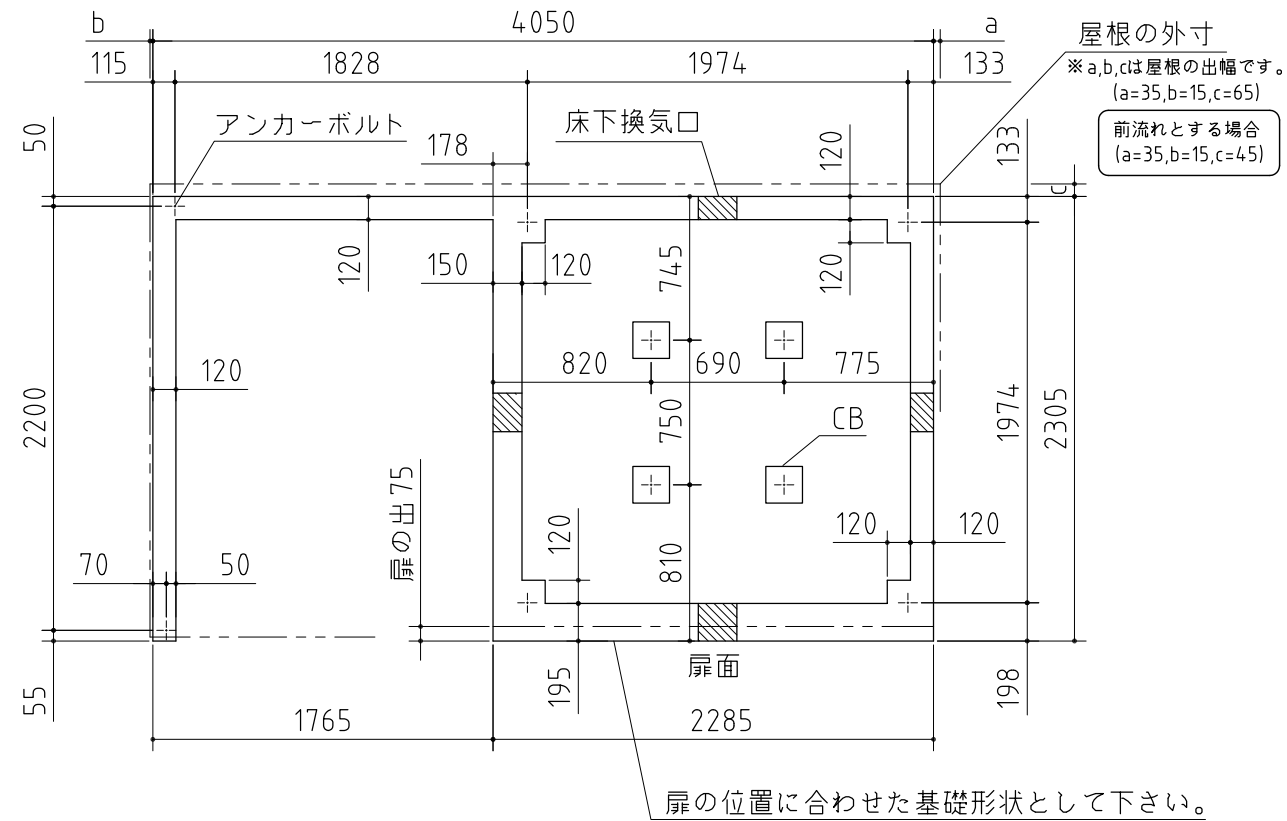 b
4050
a
屋根の外寸
115
1828
1974
133
※a,b,cは屋根の出幅です。
(a=35,b=15,c=65)
前流れとする場合
(a=35,b=15,c=45)
50
アンカーボルト
床下換気口
178
120
133
c
120
150
120
745
120
820
690
775
120
2200
750
CB
1974
2305
扉の出75
120
810
120
120
70
50
扉面
55
195
198
1765
2285
扉の位置に合わせた基礎形状として下さい。